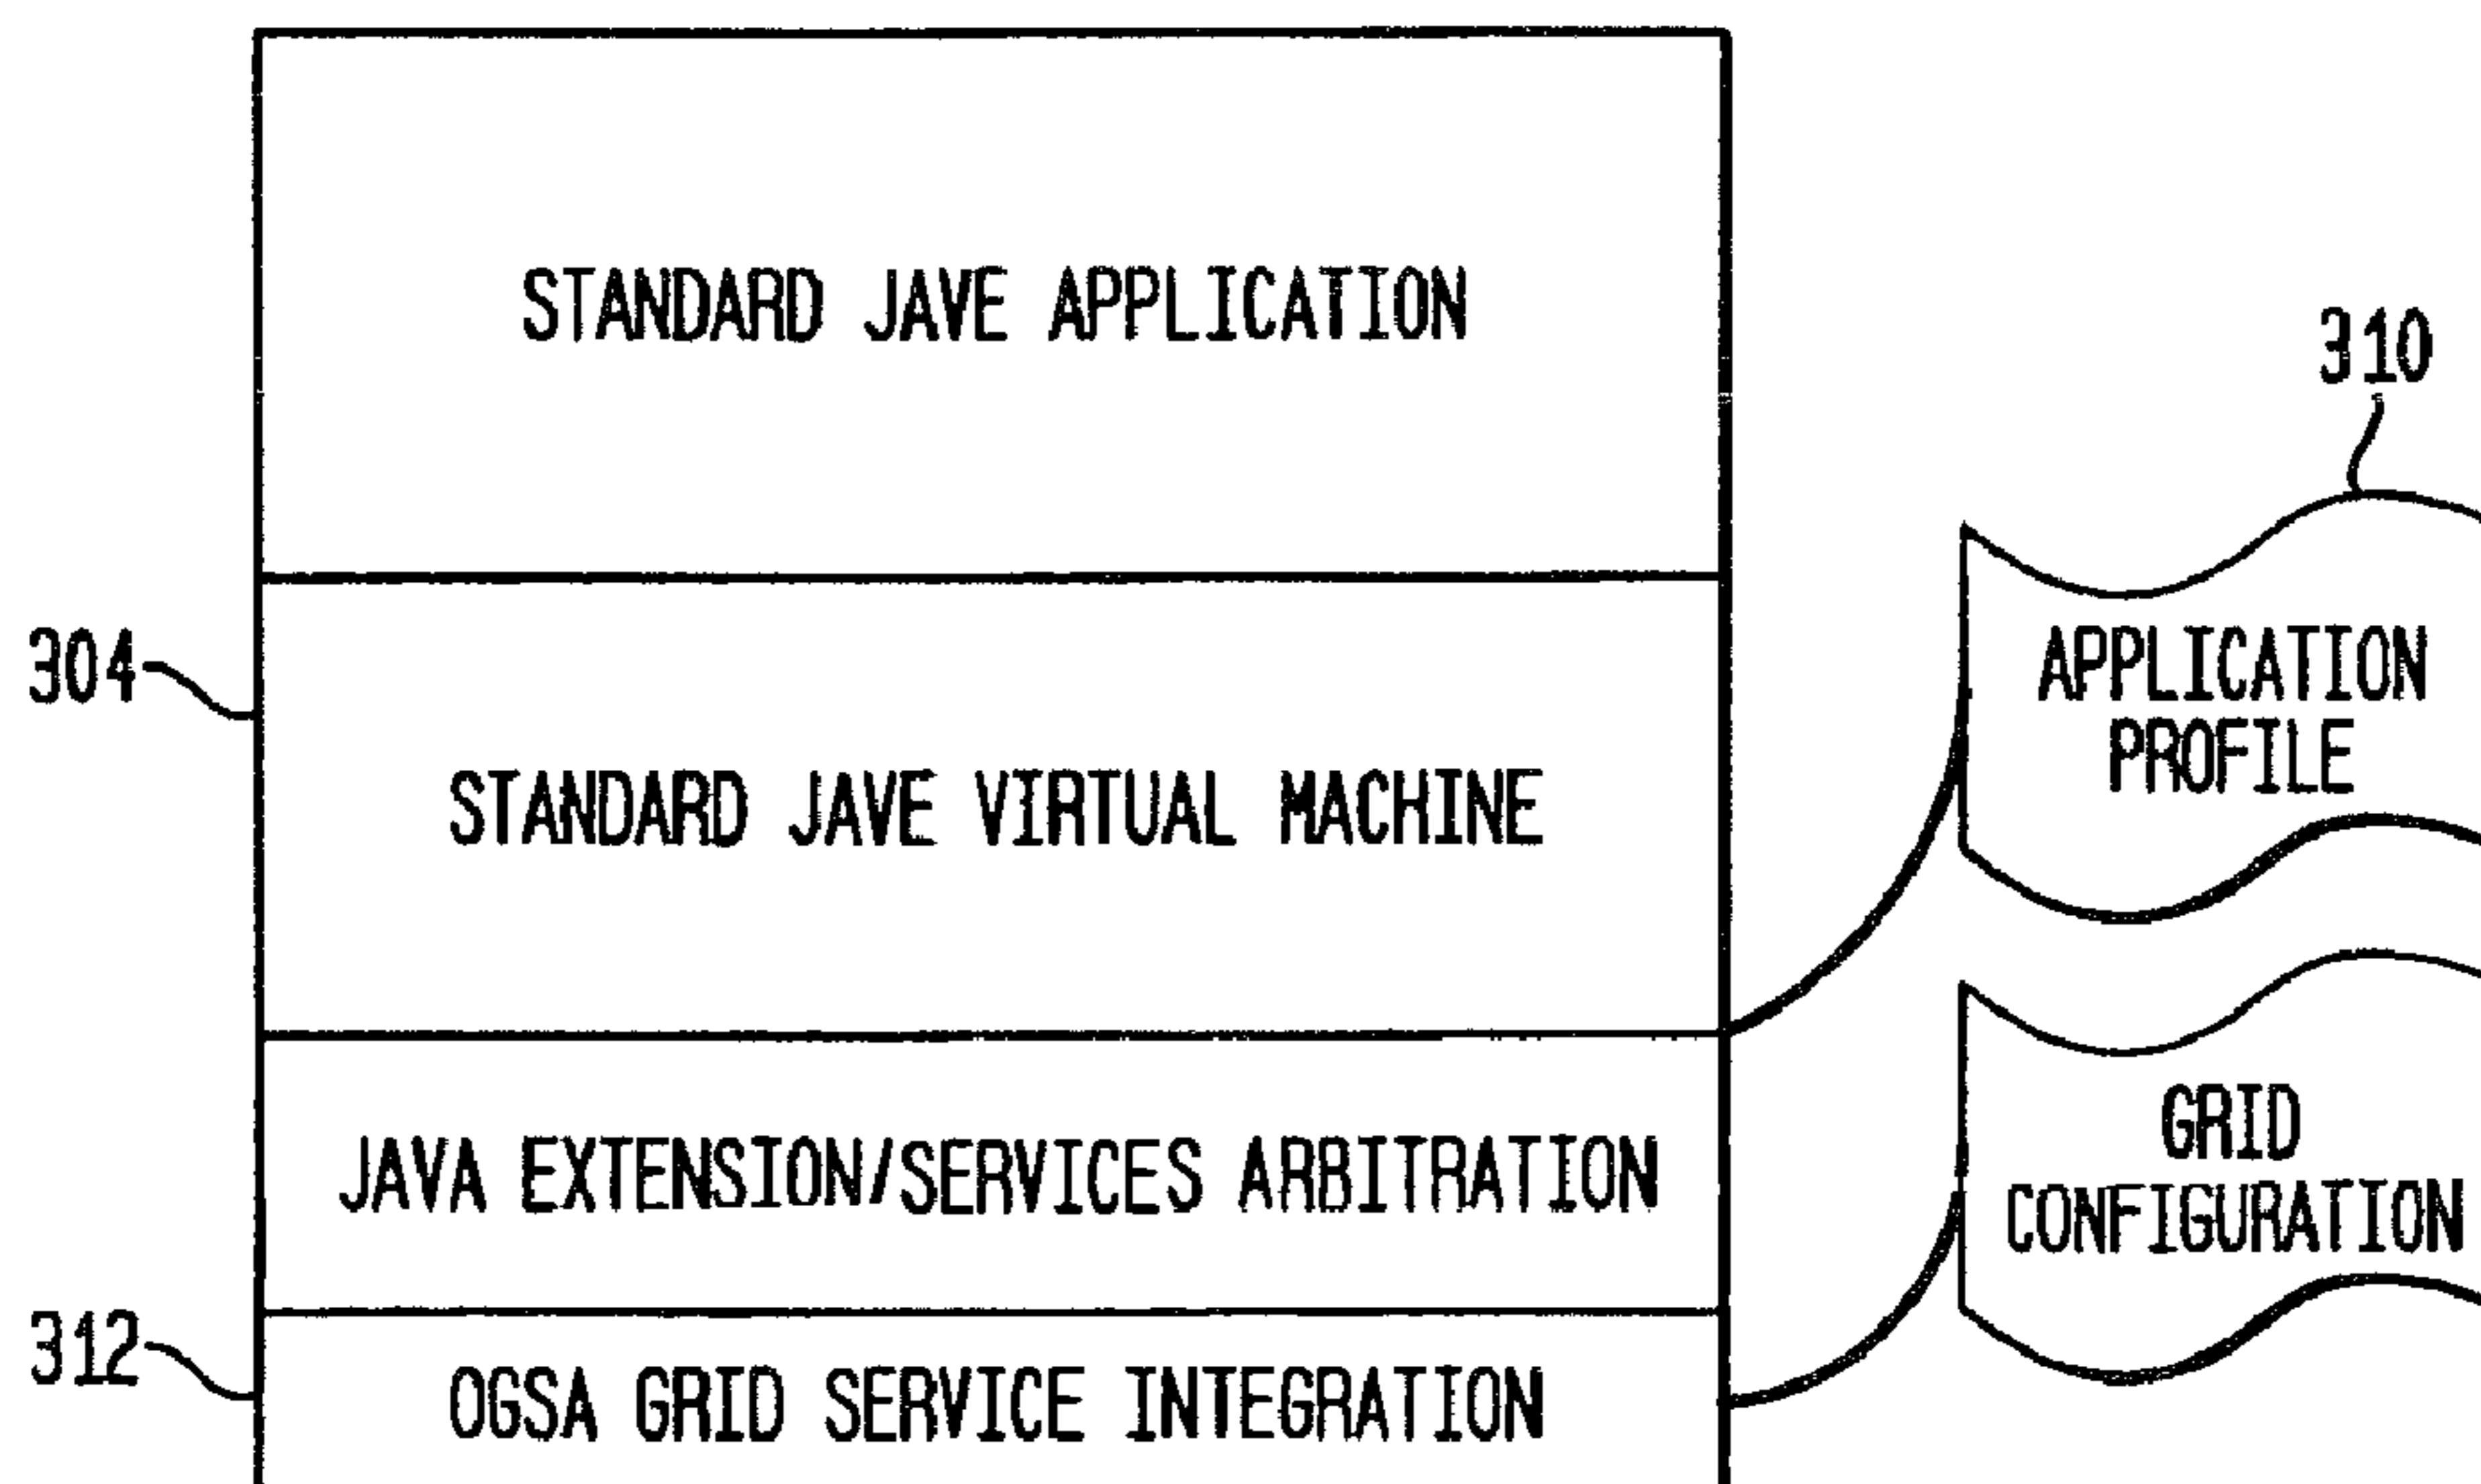 STANDARD JAVE APPLICATION
310
304
STANDARD JAVE VIRTUAL MACHINE
APPLICATION
PROFILE
JAVA EXTENSION/SERVICES ARBITRATION
GRID
CONFIGURATION
312
OGSA GRID SERVICE INTEGRATION